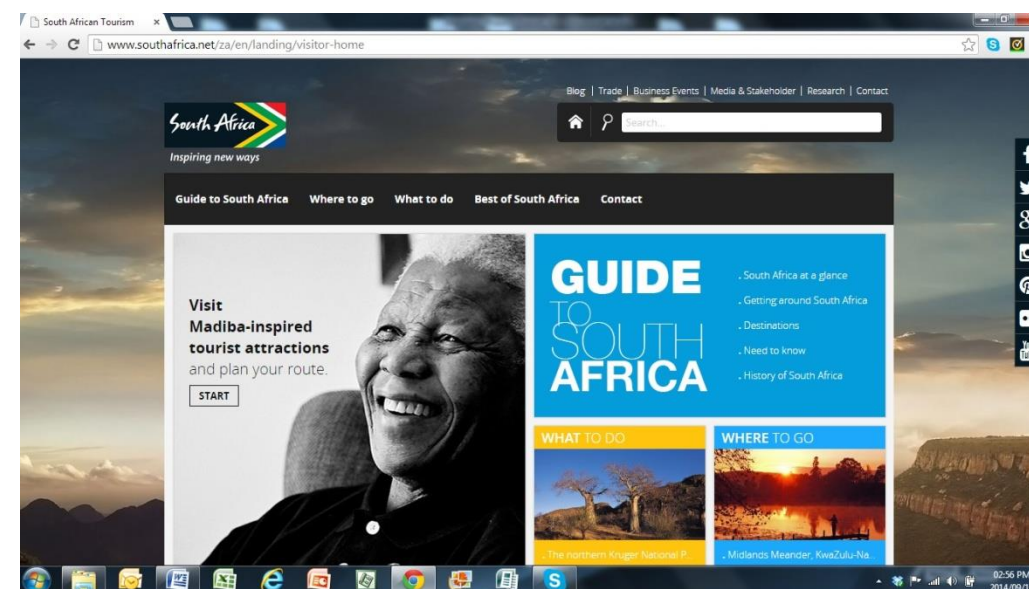 South African Tourism
www.southafrica.net/za/en/landing/visitor-home
Blog | Trade | Business Events | Media & Stakeholder | Research | Contact
South Africa
Inspiring new ways
Search...
Guide to South Africa Where to go What to do Best of South Africa Contact
Visit
Madiba-inspired
tourist attractions
and plan your route.
START
GUIDE
TO
SOUTH
AFRICA
. South Africa at a glance
. Getting around South Africa
. Destinations
. Need to know
. History of South Africa
WHAT TO DO
. The northern Kruger National P...
WHERE TO GO
. Midlands Meander, KwaZulu-Na...
02:56 PM